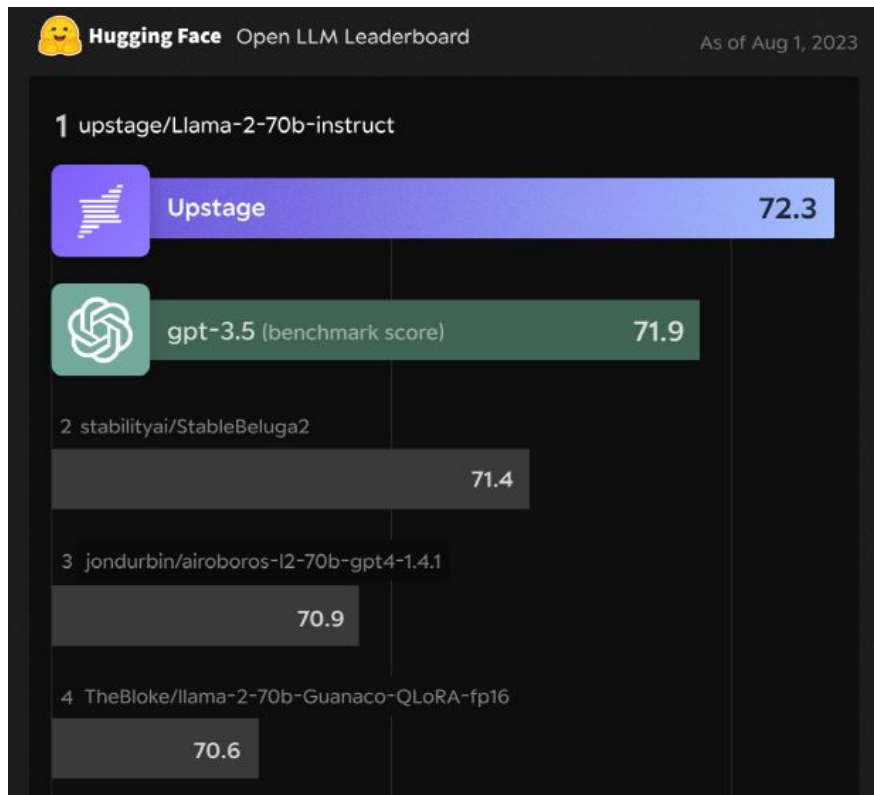 Hugging Face Open LLM Leaderboard As of Aug 1, 2023
1 upstage/Llama-2-70b-instruct
Upstage 72.3
gpt-3.5 (benchmark score) 71.9
2 stabilityai/StableBeluga2
71.4
3 jondurbin/airoboros-l2-70b-gpt4-1.4.1
70.9
4 TheBloke/llama-2-70b-Guanaco-QLoRA-fp16
70.6